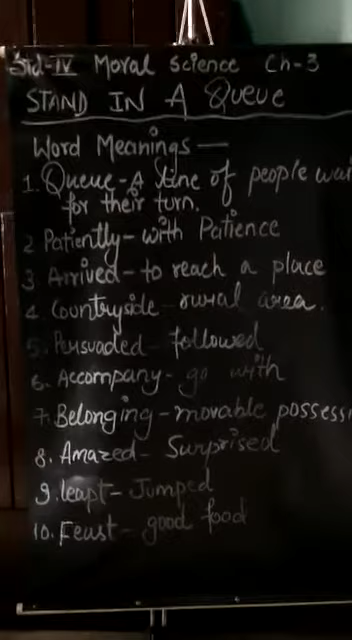 Std-IV Moral Science Ch-3
STAND IN A Queue
Word Meanings —
1. Queue - A line of people wai
for their turn.
2. Patiently - with Patience
3. Arrived - to reach a place
4. Countryside - rural area.
5. Persuaded - followed
6. Accompany - go with
7. Belonging - movable possessi
8. Amazed - Surprised
9. leapt - Jumped
10. Feast - good food